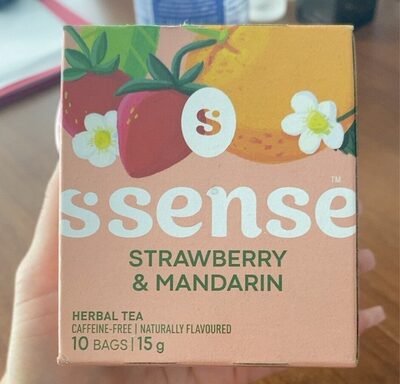 s
ssense™
STRAWBERRY
& MANDARIN
HERBAL TEA
CAFFEINE-FREE | NATURALLY FLAVOURED
10 BAGS | 15 g